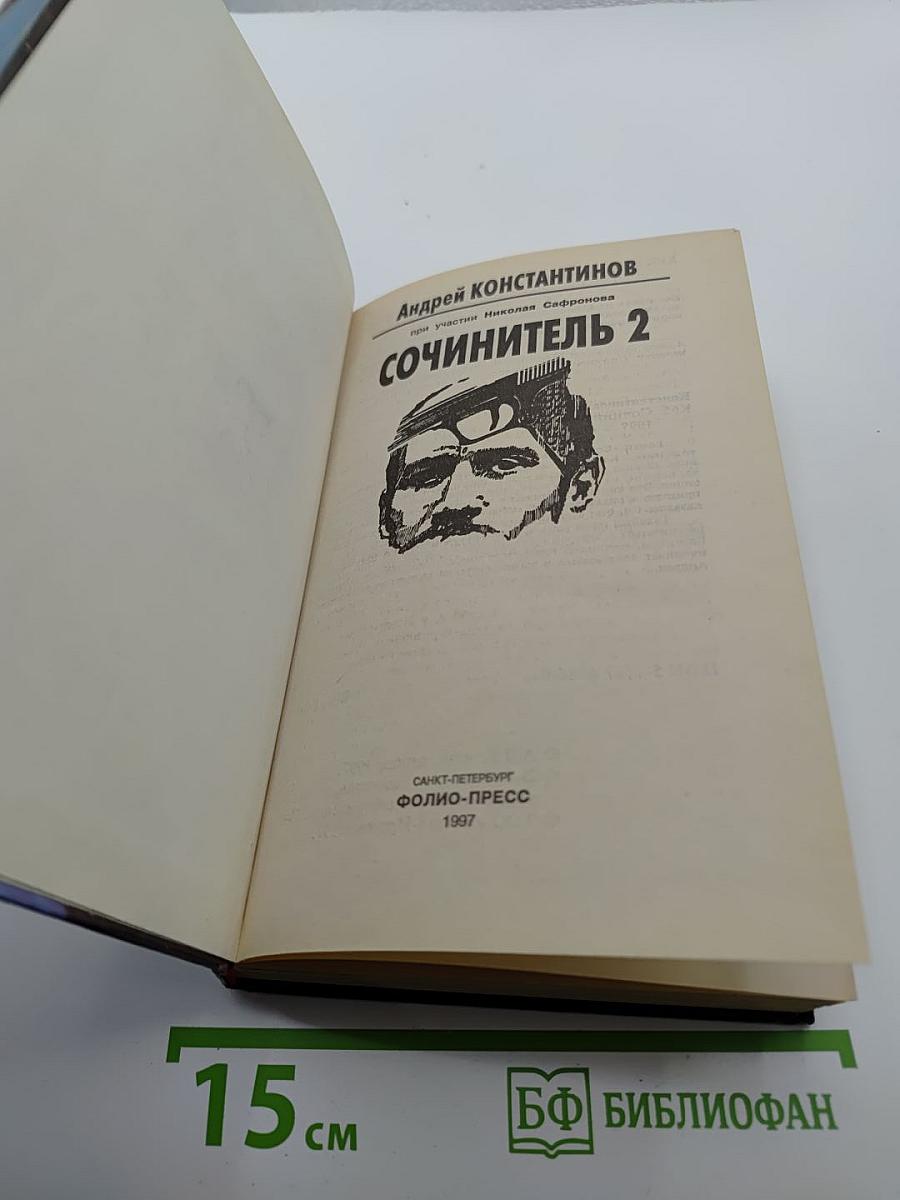 Андрей КОНСТАНТИНОВ
при участии Николая Сафронова
СОЧИНИТЕЛЬ 2
САНКТ-ПЕТЕРБУРГ
ФОЛИО-ПРЕСС
1997
15 см
БФ БИБЛИОФАН